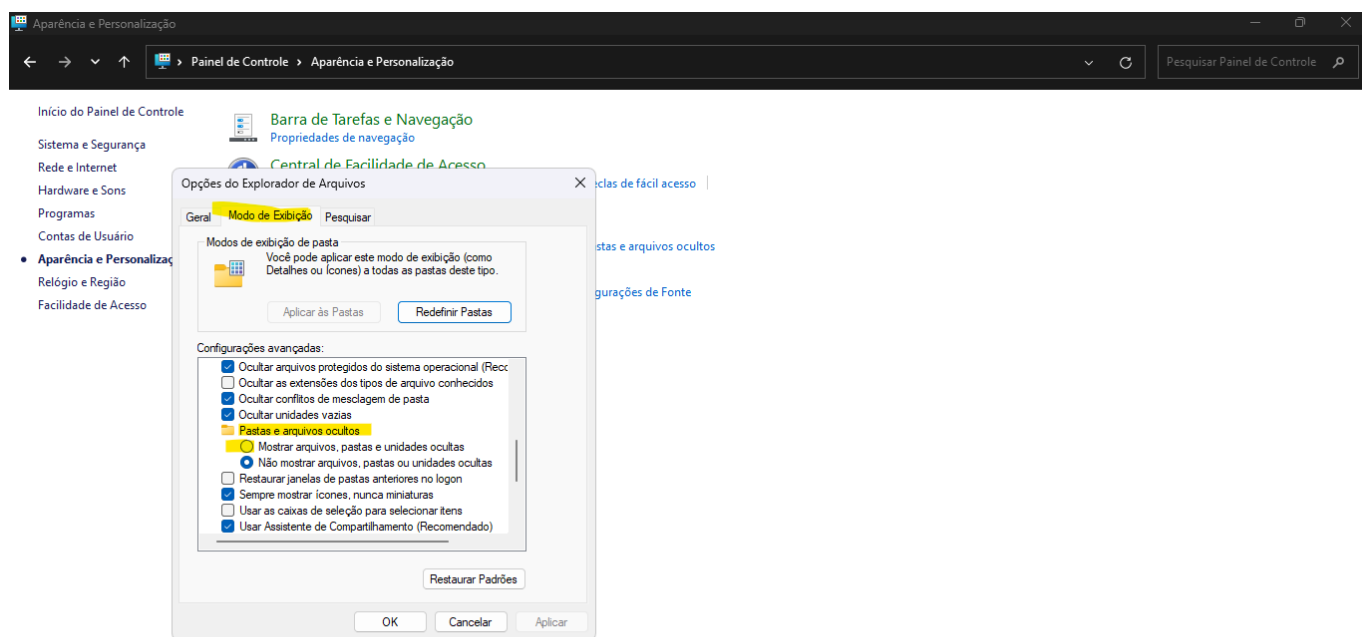 Aparência e Personalização
Painel de Controle > Aparência e Personalização
Pesquisar Painel de Controle
Início do Painel de Controle
Sistema e Segurança
Rede e Internet
Hardware e Sons
Programas
Contas de Usuário
Aparência e Personalizaç
Relógio e Região
Facilidade de Acesso
Barra de Tarefas e Navegação
Propriedades de navegação
Central de Facilidade de Acesso
eclas de fácil acesso
stas e arquivos ocultos
gurações de Fonte
Opções do Explorador de Arquivos
Geral
Modo de Exibição
Pesquisar
Modos de exibição de pasta
Você pode aplicar este modo de exibição (como
Detalhes ou Ícones) a todas as pastas deste tipo.
Aplicar às Pastas
Redefinir Pastas
Configurações avançadas:
Ocultar arquivos protegidos do sistema operacional (Recc
Ocultar as extensões dos tipos de arquivo conhecidos
Ocultar conflitos de mesclagem de pasta
Ocultar unidades vazias
Pastas e arquivos ocultos
Mostrar arquivos, pastas e unidades ocultas
Não mostrar arquivos, pastas ou unidades ocultas
Restaurar janelas de pastas anteriores no logon
Sempre mostrar ícones, nunca miniaturas
Usar as caixas de seleção para selecionar itens
Usar Assistente de Compartilhamento (Recomendado)
Restaurar Padrões
OK
Cancelar
Aplicar